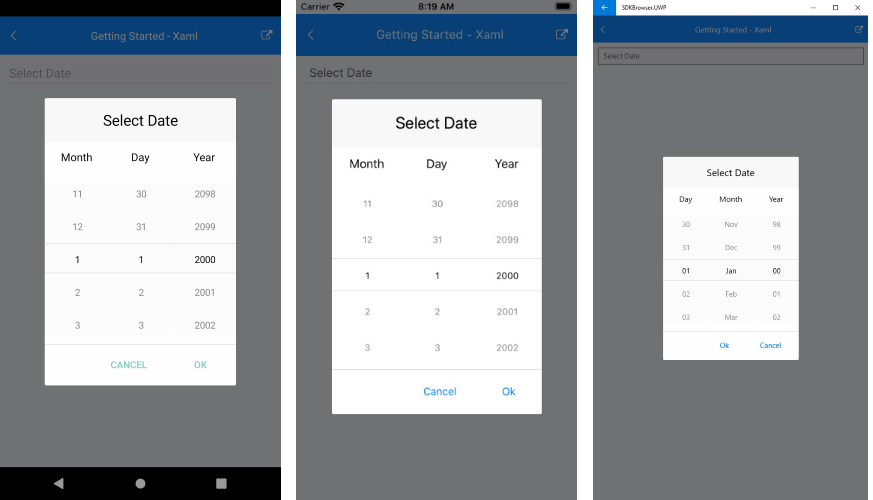 Getting Started - Xaml
Select Date
Select Date
Month Day Year
11 30 2098
12 31 2099
1 1 2000
2 2 2001
3 3 2002
CANCEL OK
Carrier 8:19 AM
Getting Started - Xaml
Select Date
Select Date
Month Day Year
11 30 2098
12 31 2099
1 1 2000
2 2 2001
3 3 2002
Cancel Ok
SDKBrowser.UWP
Getting Started - Xaml
Select Date
Select Date
Day Month Year
30 Nov 98
31 Dec 99
01 Jan 00
02 Feb 01
03 Mar 02
Ok Cancel